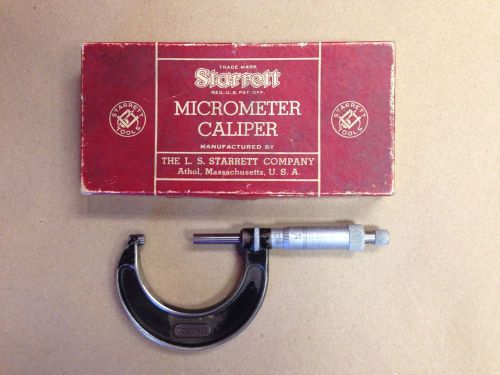 TRADE MARK
Starrett
REG. U.S. PAT. OFF.
MICROMETER
CALIPER
MANUFACTURED BY
THE L. S. STARRETT COMPANY
Athol, Massachusetts, U. S. A.
STARRETT
TOOLS
STARRETT
TOOLS